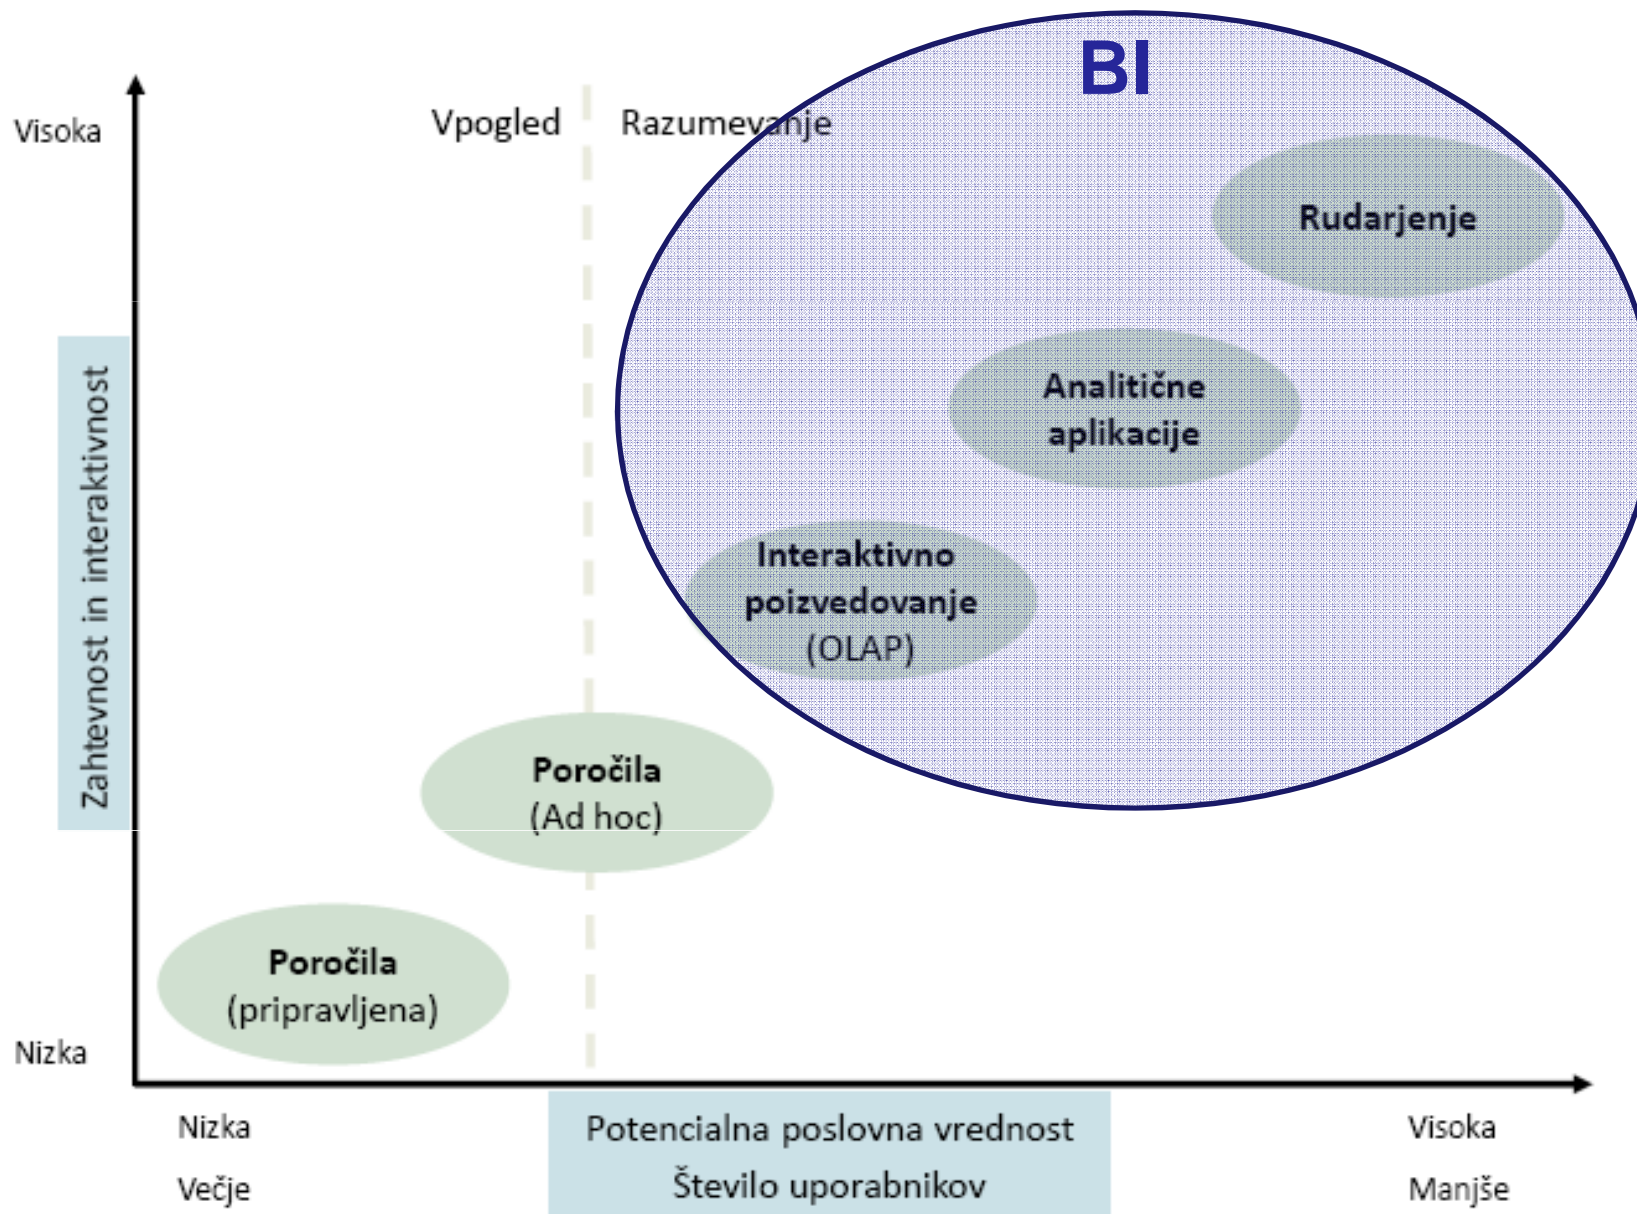 BI
Visoka
Vpogled
Razumevanje
Rudarjenje
Analitične
aplikacije
Zahtevnost in interaktivnost
Interaktivno
poizvedovanje
(OLAP)
Poročila
(Ad hoc)
Poročila
(pripravljena)
Nizka
Nizka
Potencialna poslovna vrednost
Visoka
Večje
Število uporabnikov
Manjše